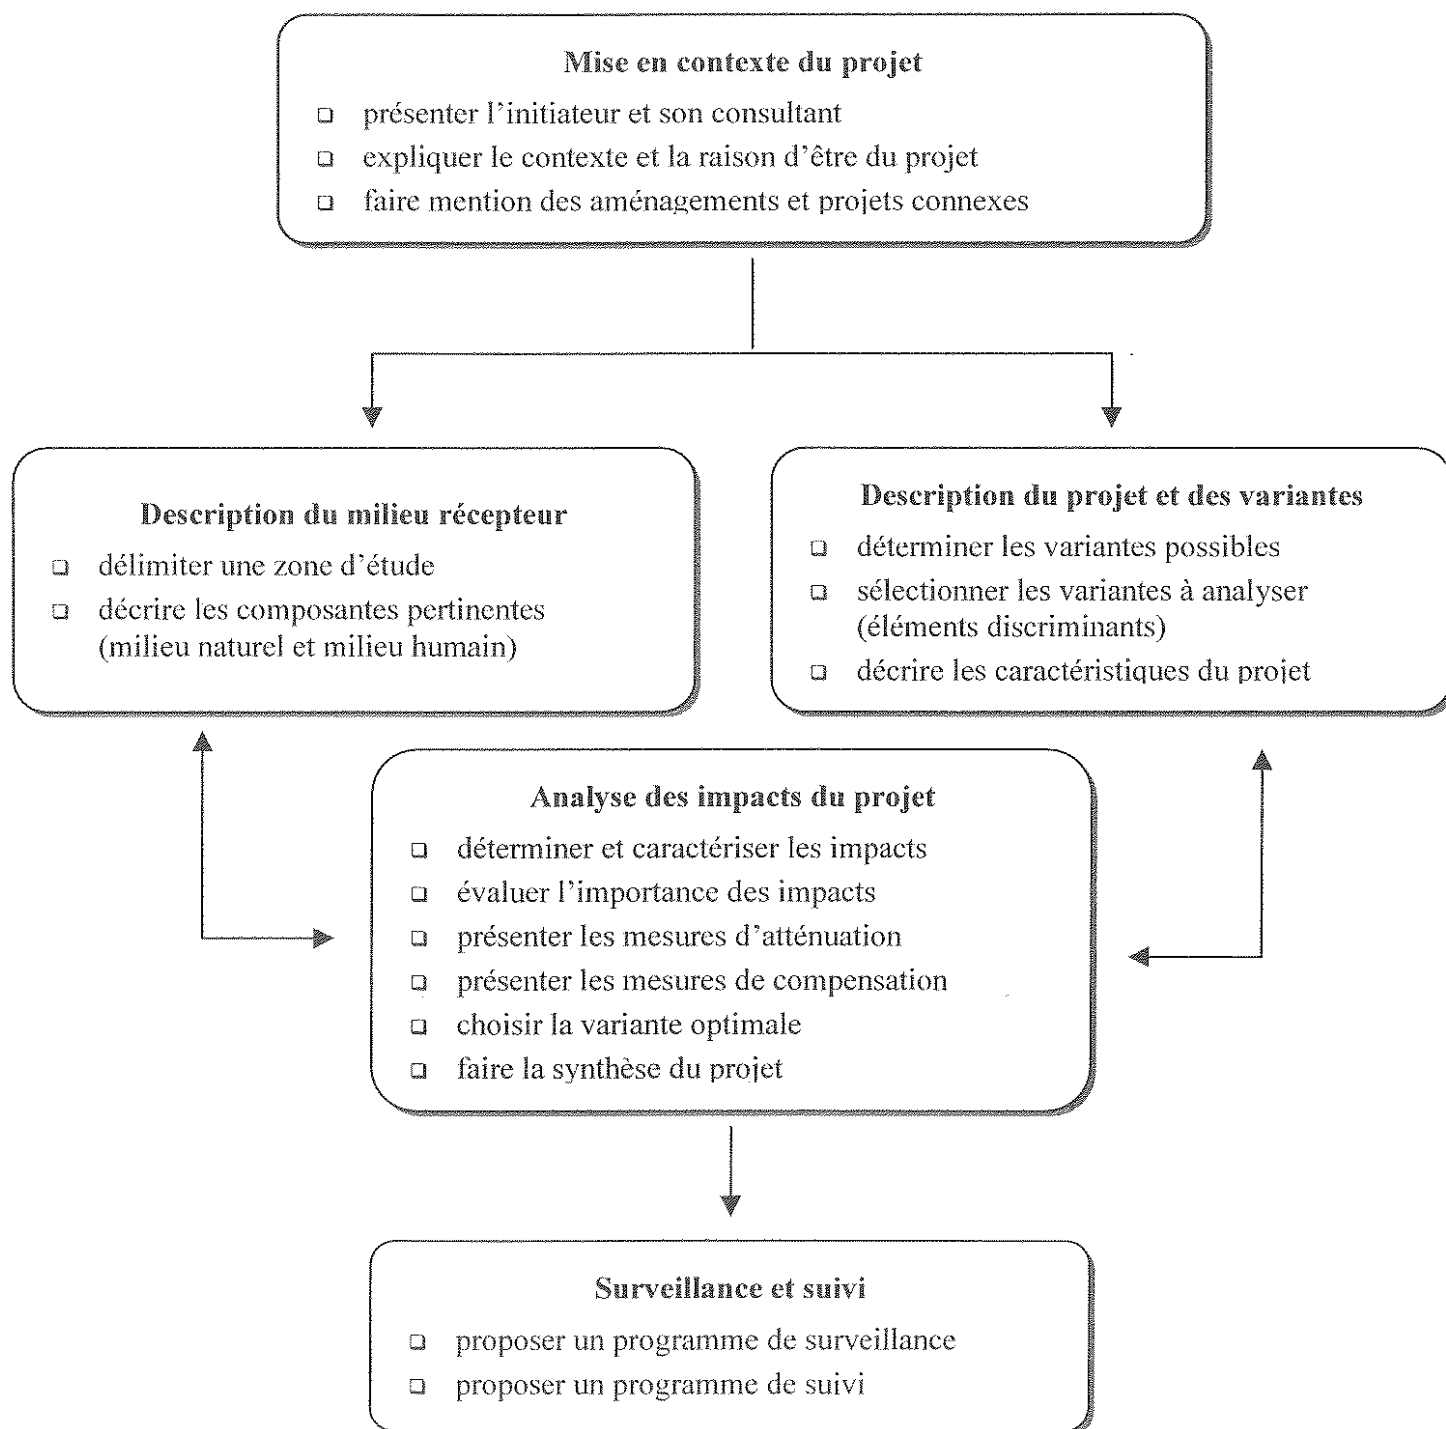 Mise en contexte du projet
❑ présenter l'initiateur et son consultant
❑ expliquer le contexte et la raison d'être du projet
❑ faire mention des aménagements et projets connexes
Description du milieu récepteur
❑ délimiter une zone d'étude
❑ décrire les composantes pertinentes
(milieu naturel et milieu humain)
Description du projet et des variantes
❑ déterminer les variantes possibles
❑ sélectionner les variantes à analyser
(éléments discriminants)
❑ décrire les caractéristiques du projet
Analyse des impacts du projet
❑ déterminer et caractériser les impacts
❑ évaluer l'importance des impacts
❑ présenter les mesures d'atténuation
❑ présenter les mesures de compensation
❑ choisir la variante optimale
❑ faire la synthèse du projet
Surveillance et suivi
❑ proposer un programme de surveillance
❑ proposer un programme de suivi